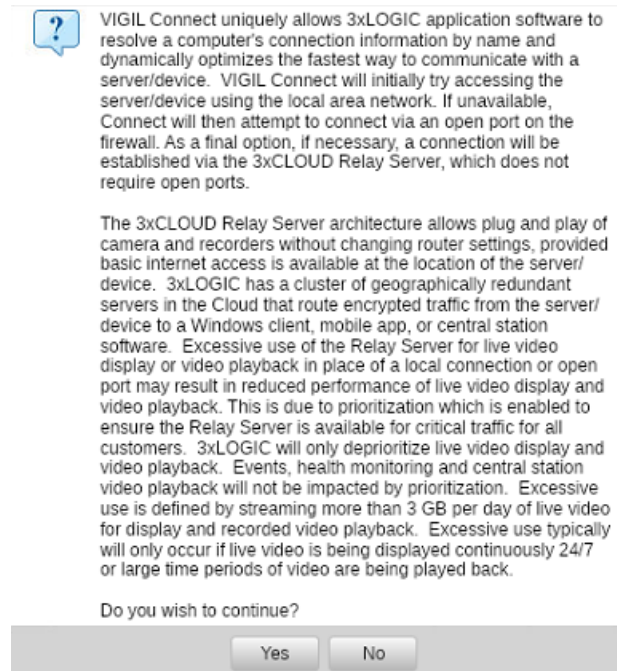 VIGIL Connect uniquely allows 3xLOGIC application software to
resolve a computer's connection information by name and
dynamically optimizes the fastest way to communicate with a
server/device.  VIGIL Connect will initially try accessing the
server/device using the local area network. If unavailable,
Connect will then attempt to connect via an open port on the
firewall. As a final option, if necessary, a connection will be
established via the 3xCLOUD Relay Server, which does not
require open ports.

The 3xCLOUD Relay Server architecture allows plug and play of
camera and recorders without changing router settings, provided
basic internet access is available at the location of the server/
device.  3xLOGIC has a cluster of geographically redundant
servers in the Cloud that route encrypted traffic from the server/
device to a Windows client, mobile app, or central station
software.  Excessive use of the Relay Server for live video
display or video playback in place of a local connection or open
port may result in reduced performance of live video display and
video playback. This is due to prioritization which is enabled to
ensure the Relay Server is available for critical traffic for all
customers.  3xLOGIC will only deprioritize live video display and
video playback.  Events, health monitoring and central station
video playback will not be impacted by prioritization.  Excessive
use is defined by streaming more than 3 GB per day of live video
for display and recorded video playback.  Excessive use typically
will only occur if live video is being displayed continuously 24/7
or large time periods of video are being played back.

Do you wish to continue?
Yes
No